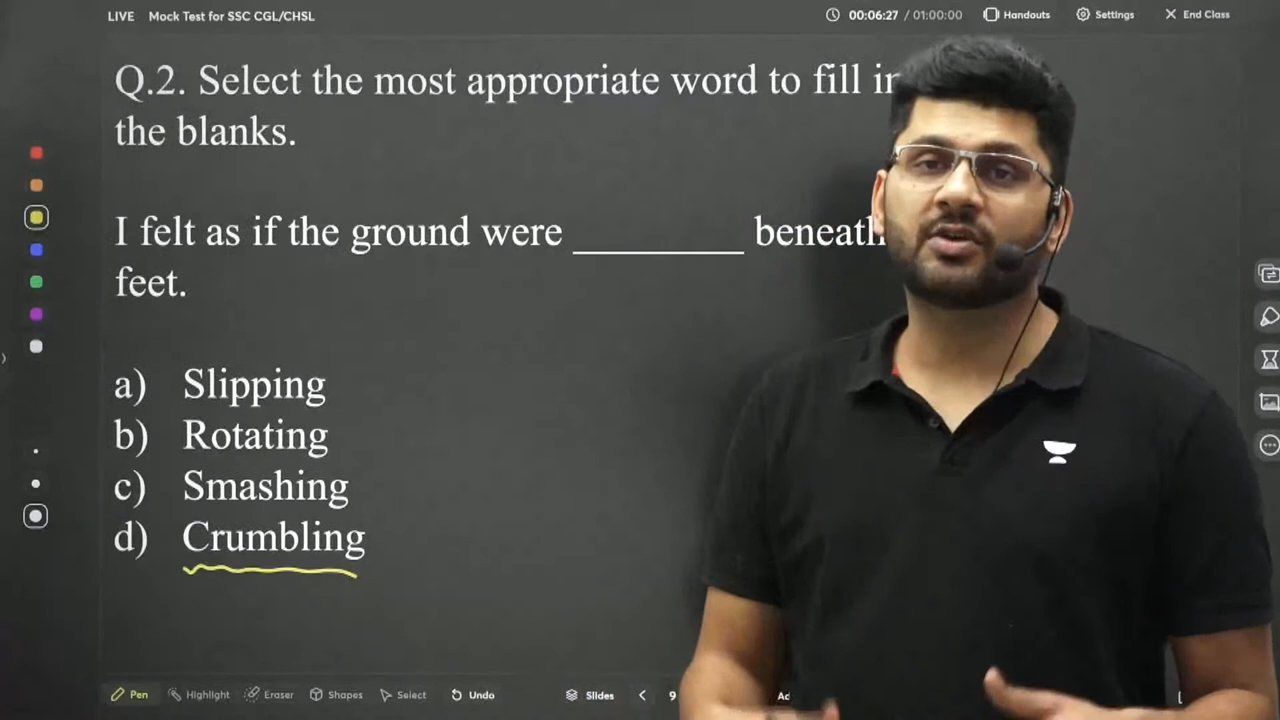 LIVE Mock Test for SSC CGL/CHSL 00:06:27 / 01:00:00 Handouts Settings End Class
Q.2. Select the most appropriate word to fill in
the blanks.
I felt as if the ground were ________ beneath
feet.
a) Slipping
b) Rotating
c) Smashing
d) Crumbling
Pen Highlight Eraser Shapes Select Undo Slides 9